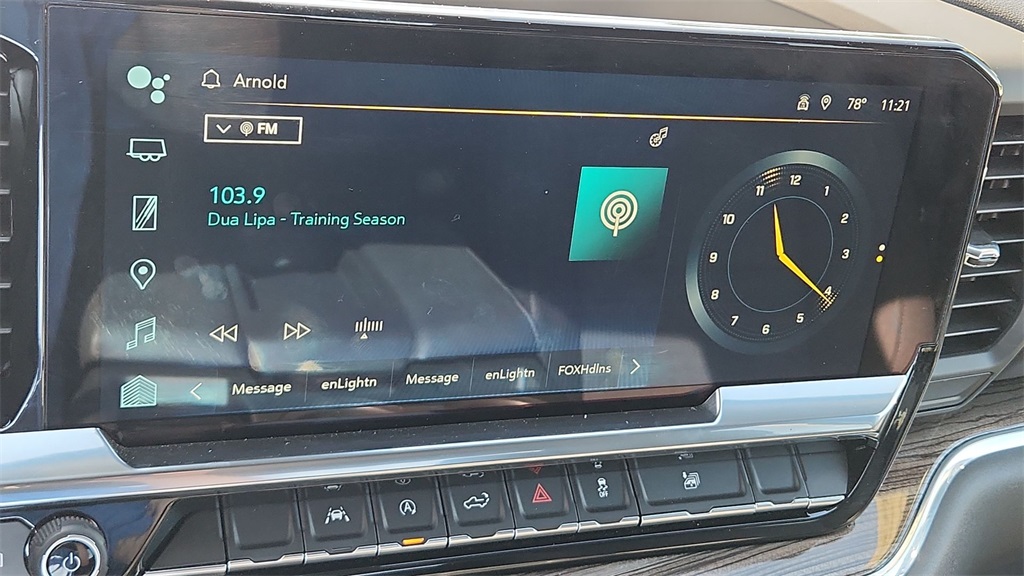 Arnold
78° 11:21
FM
103.9
Dua Lipa - Training Season
12
1
2
3
4
5
6
7
8
9
10
11
Message enLightn Message enLightn FOXHdlns
A
OFF